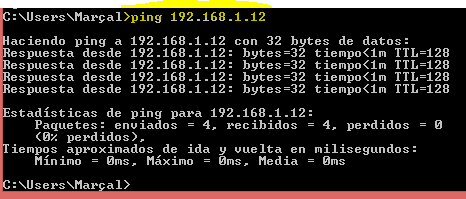 C:\Users\Marçal>ping 192.168.1.12
Haciendo ping a 192.168.1.12 con 32 bytes de datos:
Respuesta desde 192.168.1.12: bytes=32 tiempo<1m TTL=128
Respuesta desde 192.168.1.12: bytes=32 tiempo<1m TTL=128
Respuesta desde 192.168.1.12: bytes=32 tiempo<1m TTL=128
Respuesta desde 192.168.1.12: bytes=32 tiempo<1m TTL=128
Estadísticas de ping para 192.168.1.12:
Paquetes: enviados = 4, recibidos = 4, perdidos = 0
(0% perdidos),
Tiempos aproximados de ida y vuelta en milisegundos:
Mínimo = 0ms, Máximo = 0ms, Media = 0ms
C:\Users\Marçal>